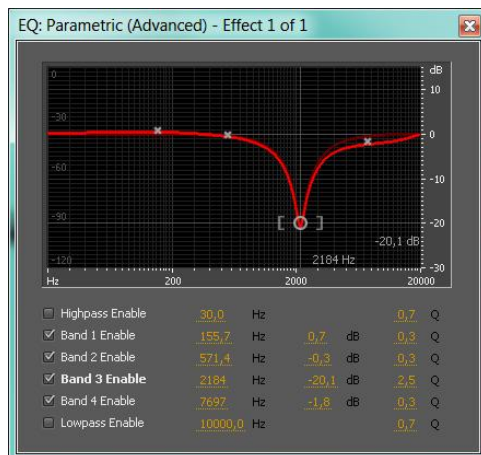 EQ: Parametric (Advanced) - Effect 1 of 1
0 dB
10
-30 0
-60 -10
-90 -20
[ ] -20,1 dB
2184 Hz
-120 -30
Hz 200 2000 20000
Highpass Enable 30,0 Hz 0,7 Q
Band 1 Enable 155,7 Hz 0,7 dB 0,3 Q
Band 2 Enable 571,4 Hz -0,3 dB 0,3 Q
Band 3 Enable 2184 Hz -20,1 dB 2,5 Q
Band 4 Enable 7697 Hz -1,8 dB 0,3 Q
Lowpass Enable 10000,0 Hz 0,7 Q